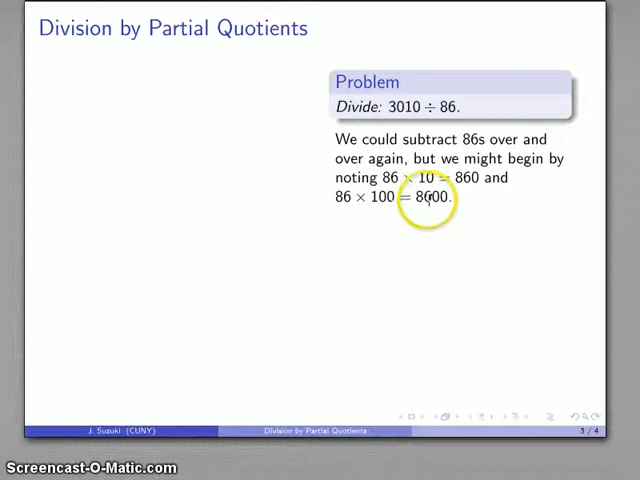 Division by Partial Quotients
Problem
Divide: 3010 ÷ 86.
We could subtract 86s over and
over again, but we might begin by
noting 86 × 10 = 860 and
86 × 100 = 8600.
J. Suzuki (CUNY)
Division by Partial Quotients
3 / 4
Screencast-O-Matic.com